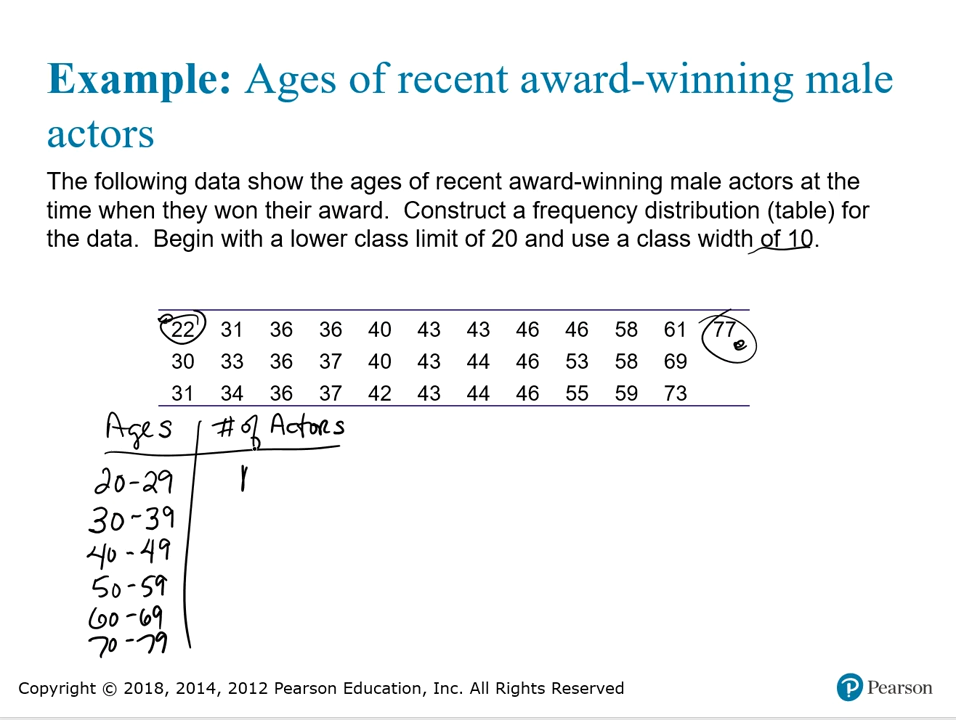 Example: Ages of recent award-winning male
actors
The following data show the ages of recent award-winning male actors at the
time when they won their award. Construct a frequency distribution (table) for
the data. Begin with a lower class limit of 20 and use a class width of 10.
22 31 36 36 40 43 43 46 46 58 61 77
30 33 36 37 40 43 44 46 53 58 69
31 34 36 37 42 43 44 46 55 59 73
Ages # of Actors
20-29 1
30-39
40-49
50-59
60-69
70-79
Copyright © 2018, 2014, 2012 Pearson Education, Inc. All Rights Reserved
P Pearson